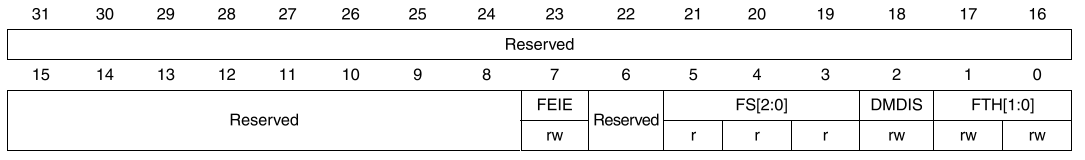 31 30 29 28 27 26 25 24 23 22 21 20 19 18 17 16
Reserved
15 14 13 12 11 10 9 8 7 6 5 4 3 2 1 0
Reserved FEIE Reserved FS[2:0] DMDIS FTH[1:0]
rw r r r rw rw rw